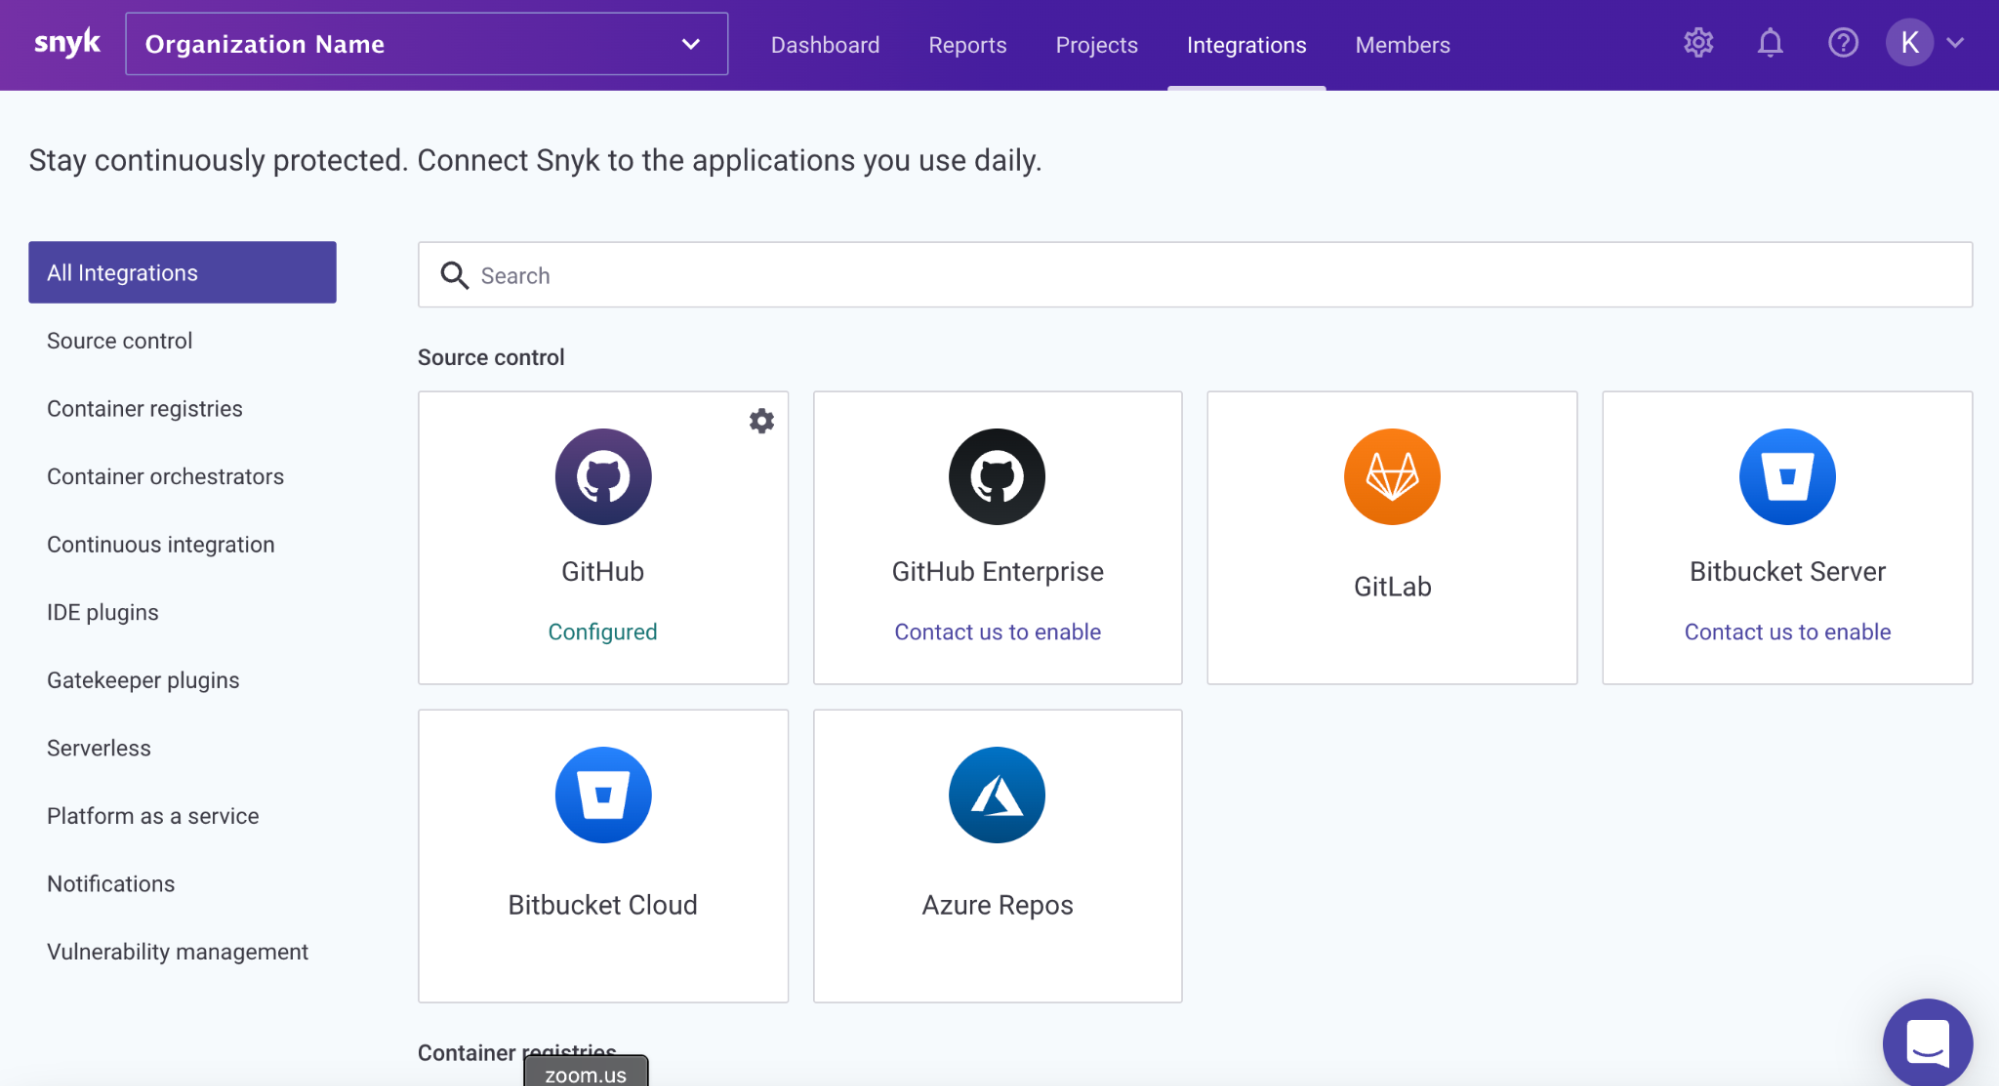 snyk
Organization Name
Dashboard
Reports
Projects
Integrations
Members
K
Stay continuously protected. Connect Snyk to the applications you use daily.
All Integrations
Source control
Container registries
Container orchestrators
Continuous integration
IDE plugins
Gatekeeper plugins
Serverless
Platform as a service
Notifications
Vulnerability management
Search
Source control
GitHub
Configured
GitHub Enterprise
Contact us to enable
GitLab
Bitbucket Server
Contact us to enable
Bitbucket Cloud
Azure Repos
Container registries
zoom.us